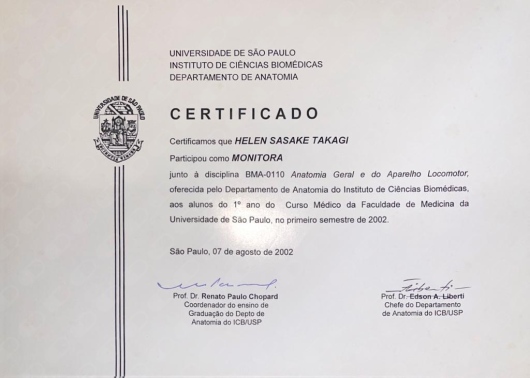 UNIVERSIDADE DE SÃO PAULO
INSTITUTO DE CIÊNCIAS BIOMÉDICAS
DEPARTAMENTO DE ANATOMIA
UNIVERSIDADE DE SÃO PAULO
CERTIFICADO
Certificamos que HELEN SASAKE TAKAGI
Participou como MONITORA
junto à disciplina BMA-0110 Anatomia Geral e do Aparelho Locomotor,
oferecida pelo Departamento de Anatomia do Instituto de Ciências Biomédicas,
aos alunos do 1º ano do Curso Médico da Faculdade de Medicina da
Universidade de São Paulo, no primeiro semestre de 2002.
São Paulo, 07 de agosto de 2002
Prof. Dr. Renato Paulo Chopard
Coordenador do ensino de
Graduação do Depto de
Anatomia do ICB/USP
Prof. Dr. Edson A. Liberti
Chefe do Departamento
de Anatomia do ICB/USP